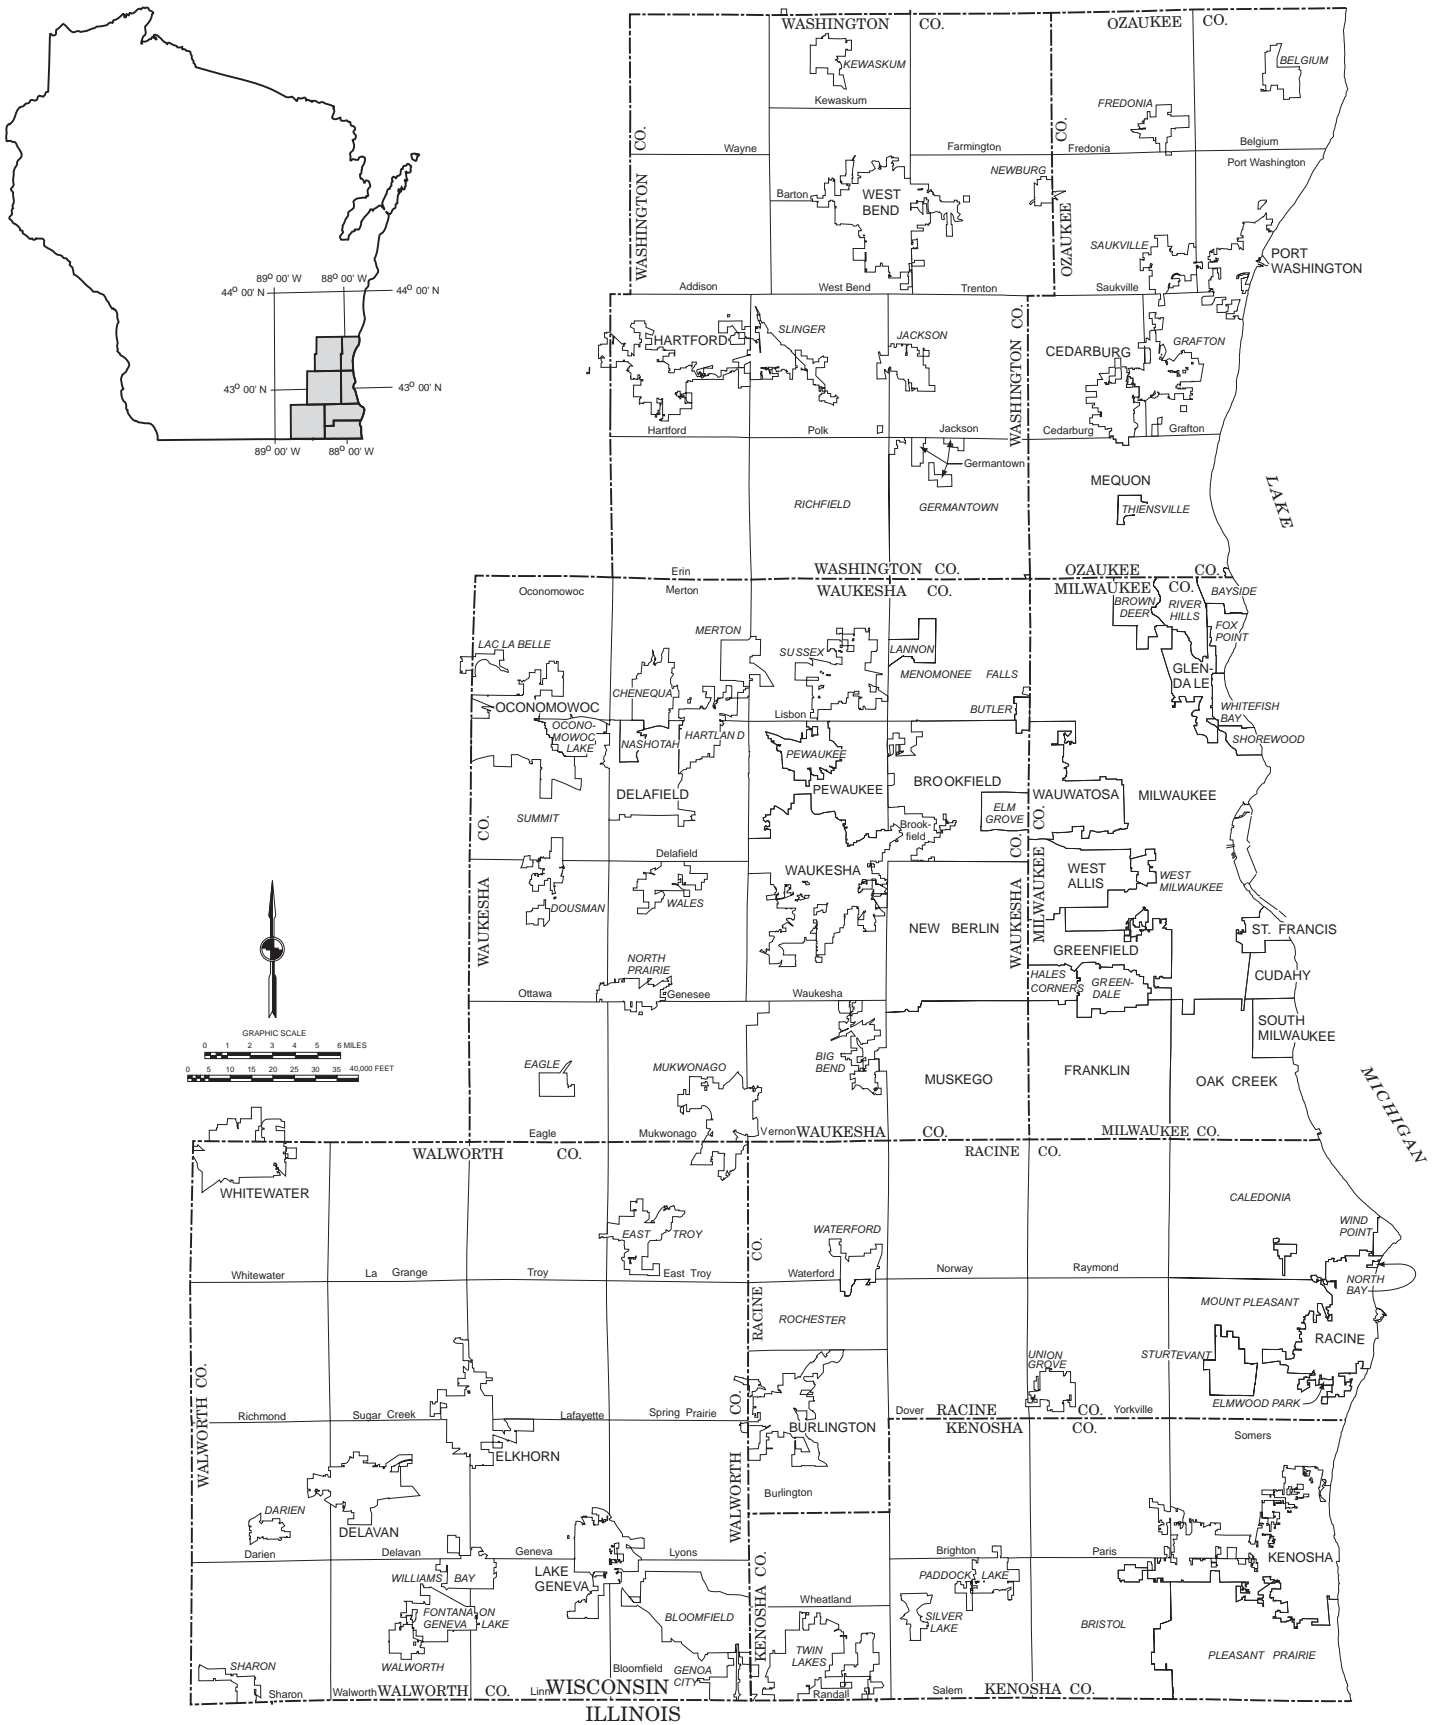 WASHINGTON CO.
OZAUKEE CO.
KEWASKUM
BELGIUM
Kewaskum
FREDONIA
WASHINGTON CO.
OZAUKEE CO.
Wayne
Farmington
Fredonia
Belgium
Port Washington
NEWBURG
Barton
WEST
BEND
SAUKVILLE
PORT
WASHINGTON
89° 00' W
88° 00' W
44° 00' N
44° 00' N
43° 00' N
43° 00' N
89° 00' W
88° 00' W
Addison
West Bend
Trenton
Saukville
HARTFORD
SLINGER
JACKSON
WASHINGTON CO.
CEDARBURG
GRAFTON
Hartford
Polk
Jackson
Cedarburg
Grafton
Germantown
MEQUON
THIENSVILLE
RICHFIELD
GERMANTOWN
LAKE
MICHIGAN
Erin
WASHINGTON CO.
OZAUKEE CO.
Oconomowoc
Merton
WAUKESHA CO.
MILWAUKEE CO.
BROWN
DEER
RIVER
HILLS
BAYSIDE
FOX
POINT
LAC LA BELLE
MERTON
SUSSEX
LANNON
MENOMONEE FALLS
GLEN-
DALE
CHENEQUA
OCONOMOWOC
Lisbon
BUTLER
WHITEFISH
BAY
SHOREWOOD
OCONO-
MOWOC
LAKE
NASHOTAH
HARTLAND
PEWAUKEE
PEWAUKEE
BROOKFIELD
DELAFIELD
WAUWATOSA
MILWAUKEE
ELM
GROVE
SUMMIT
Brook-
field
WAUKESHA CO.
MILWAUKEE CO.
WAUKESHA CO.
Delafield
WAUKESHA
WEST
ALLIS
WEST
MILWAUKEE
DOUSMAN
WALES
NEW BERLIN
GREENFIELD
ST. FRANCIS
NORTH
PRAIRIE
HALES
CORNERS
GREEN-
DALE
CUDAHY
Ottawa
Genesee
Waukesha
SOUTH
MILWAUKEE
GRAPHIC SCALE
0 1 2 3 4 5 6 MILES
0 5 10 15 20 25 30 35 40,000 FEET
EAGLE
MUKWONAGO
BIG
BEND
MUSKEGO
FRANKLIN
OAK CREEK
Eagle
Mukwonago
Vernon
WAUKESHA CO.
MILWAUKEE CO.
WALWORTH CO.
RACINE CO.
WHITEWATER
CALEDONIA
EAST TROY
WATERFORD
WIND
POINT
RACINE CO.
Whitewater
La Grange
Troy
East Troy
Waterford
Norway
Raymond
NORTH
BAY
MOUNT PLEASANT
ROCHESTER
RACINE
STURTEVANT
UNION
GROVE
ELMWOOD PARK
WALWORTH CO.
WALWORTH CO.
Richmond
Sugar Creek
Lafayette
Spring Prairie
BURLINGTON
Dover
RACINE CO.
Yorkville
KENOSHA CO.
Somers
ELKHORN
Burlington
DARIEN
DELAVAN
Darien
Delavan
Geneva
Lyons
Brighton
Paris
KENOSHA
WILLIAMS BAY
LAKE
GENEVA
KENOSHA CO.
PADDOCK LAKE
Wheatland
FONTANA ON
GENEVA LAKE
BLOOMFIELD
SILVER
LAKE
BRISTOL
TWIN
LAKES
PLEASANT PRAIRIE
SHARON
WALWORTH
Bloomfield
GENOA
CITY
Sharon
Walworth
WALWORTH CO.
Linn
WISCONSIN
ILLINOIS
Randall
Salem
KENOSHA CO.